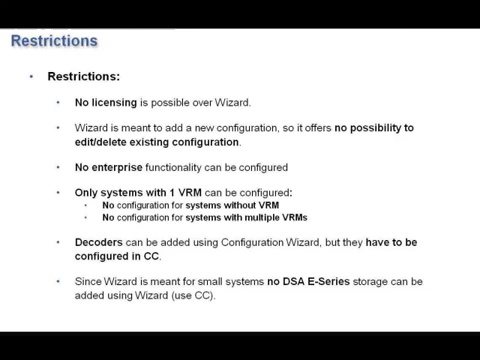 Restrictions
• Restrictions:
• No licensing is possible over Wizard.
• Wizard is meant to add a new configuration, so it offers no possibility to
edit/delete existing configuration.
• No enterprise functionality can be configured
• Only systems with 1 VRM can be configured:
• No configuration for systems without VRM
• No configuration for systems with multiple VRMs
• Decoders can be added using Configuration Wizard, but they have to be
configured in CC.
• Since Wizard is meant for small systems no DSA E-Series storage can be
added using Wizard (use CC).